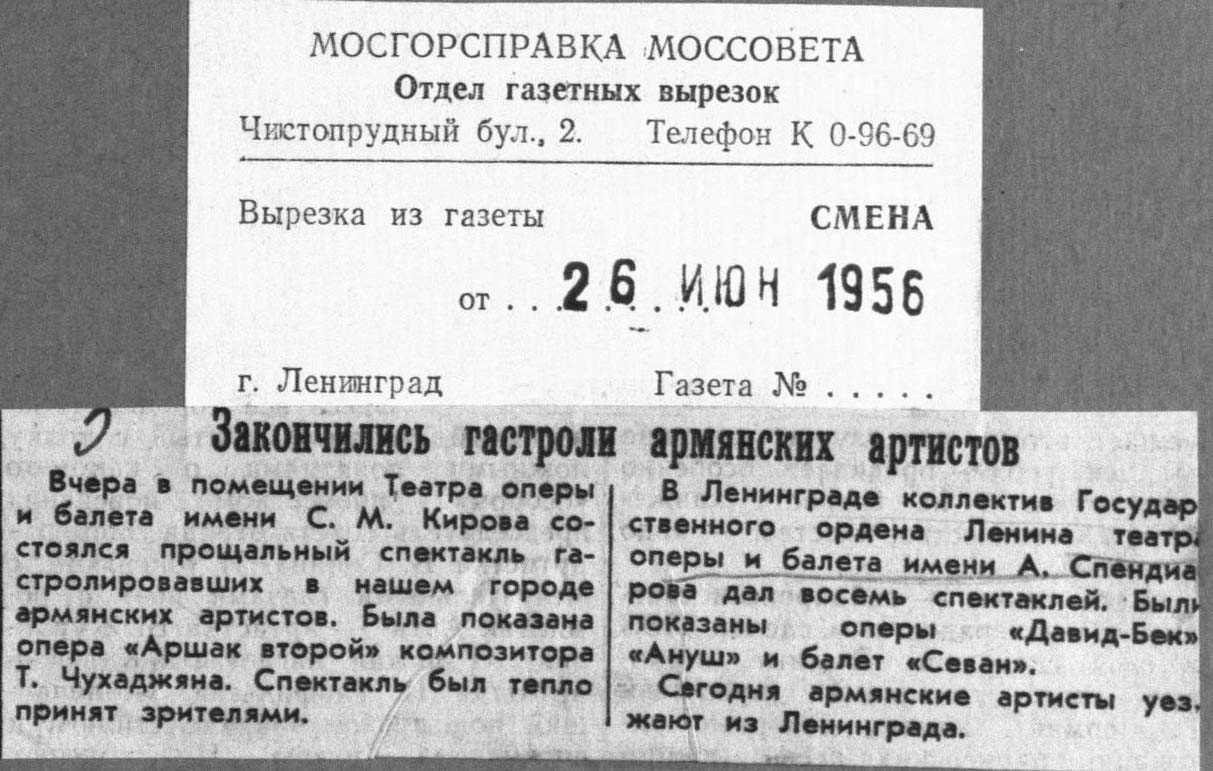 МОСГОРСПРАВКА МОССОВЕТА
Отдел газетных вырезок
Чистопрудный бул., 2. Телефон К 0-96-69
Вырезка из газеты СМЕНА
от . . . 26 ИЮН 1956
г. Ленинград Газета № . . . . .
Закончились гастроли армянских артистов
Вчера в помещении Театра оперы
и балета имени С. М. Кирова со-
стоялся прощальный спектакль га-
стролировавших в нашем городе
армянских артистов. Была показана
опера «Аршак второй» композитора
Т. Чухаджяна. Спектакль был тепло
принят зрителями.
В Ленинграде коллектив Государ
ственного ордена Ленина театра
оперы и балета имени А. Спендиа
рова дал восемь спектаклей. Были
показаны оперы «Давид-Бек»
«Ануш» и балет «Севан».
Сегодня армянские артисты уез-
жают из Ленинграда.